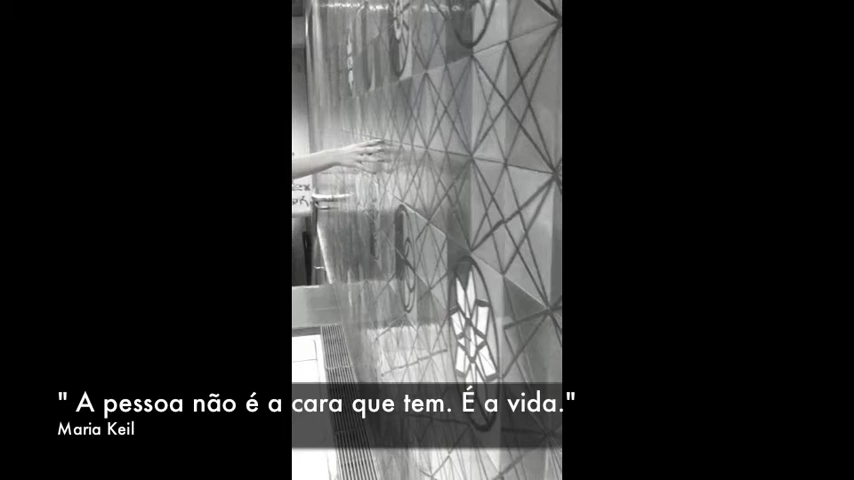 " A pessoa não é a cara que tem. É a vida."
Maria Keil